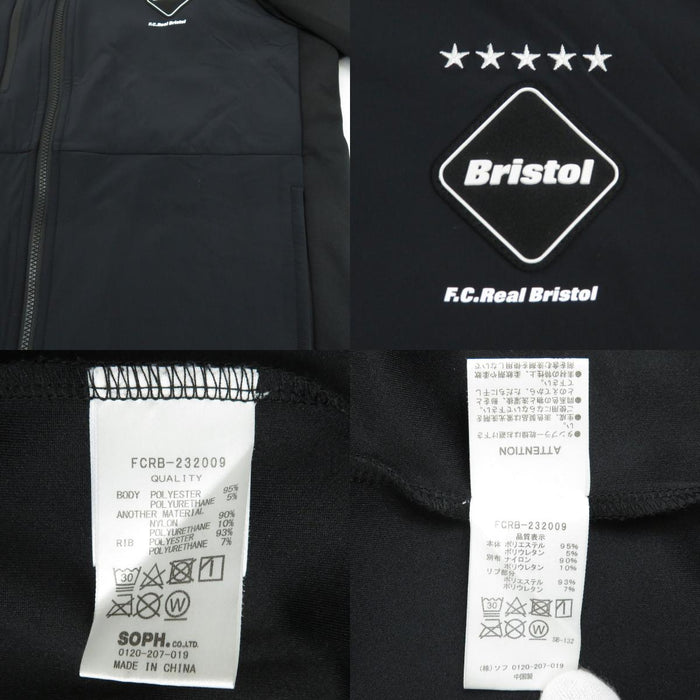 F.C.Real Bristol
Bristol
F.C.Real Bristol
FCRB-232009
QUALITY
BODY POLYESTER 95%
POLYURETHANE 5%
ANOTHER MATERIAL 90%
NYLON 10%
RIB POLYESTER 93%
POLYURETHANE 7%
30
W
SOPH.CO.,LTD.
0120-207-019
MADE IN CHINA
ATTENTION
FCRB-232009
品質表示
本体 ポリエステル 95%
ポリウレタン 5%
別布 ナイロン 90%
ポリウレタン 10%
リブ部分
ポリエステル 93%
ポリウレタン 7%
30
W
SB-132
(株)ソフ 0120-207-019
中国製